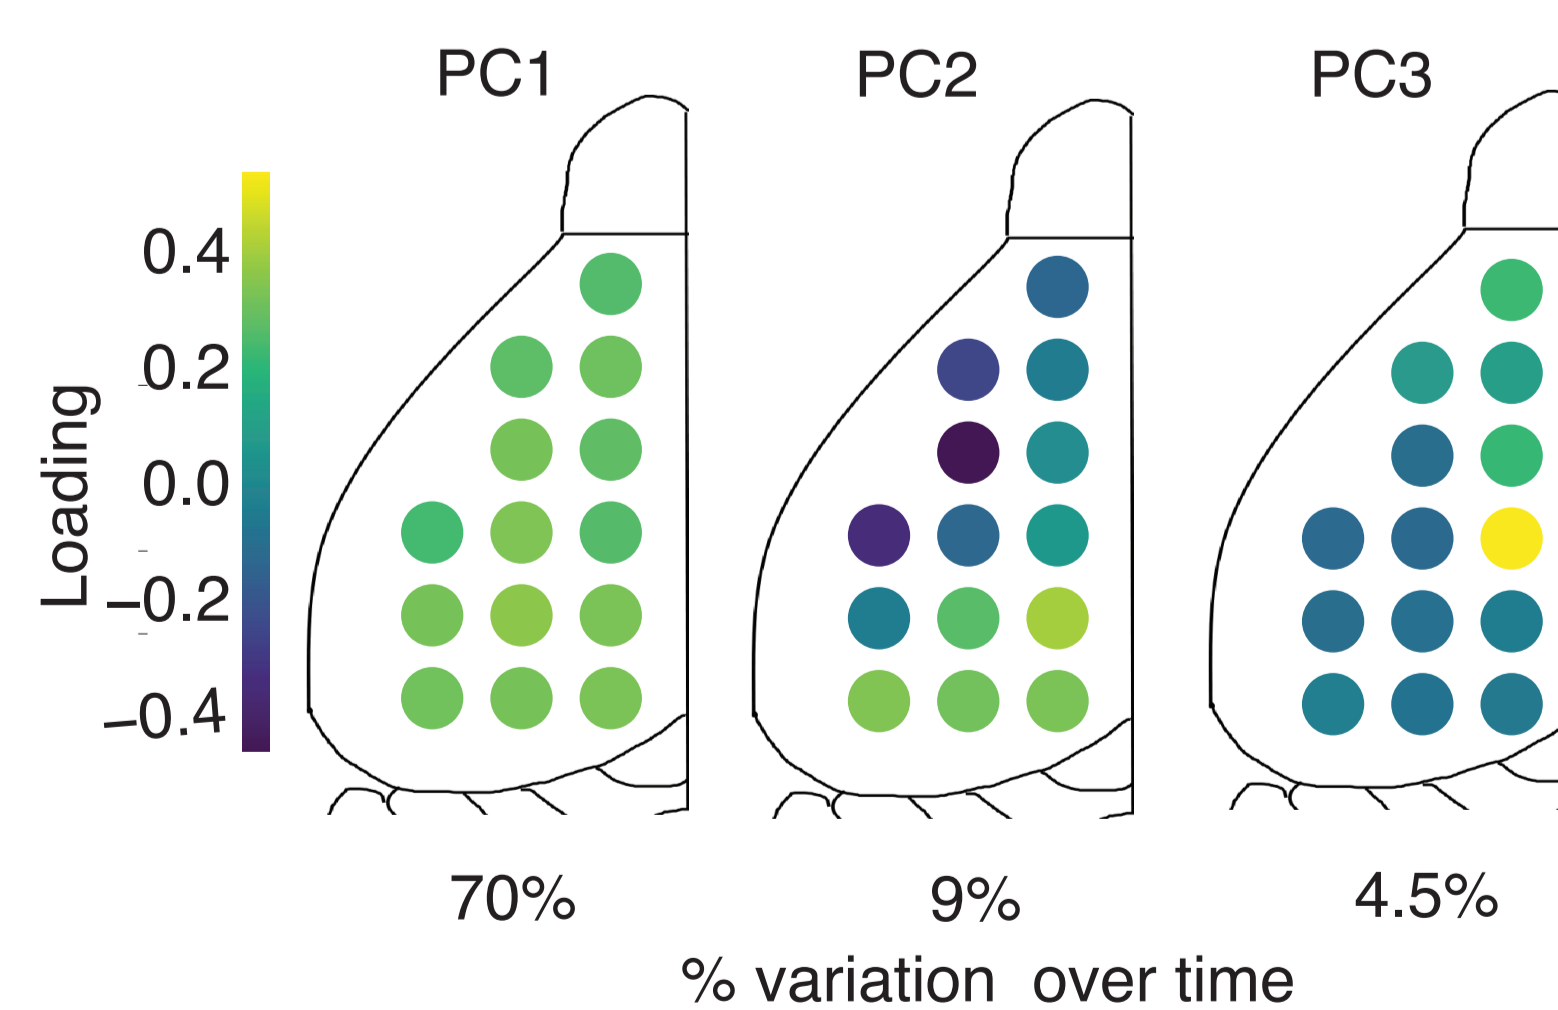 PC1 PC2 PC3
Loading
0.4
0.2
0.0
–0.2
–0.4
70% 9% 4.5%
% variation over time